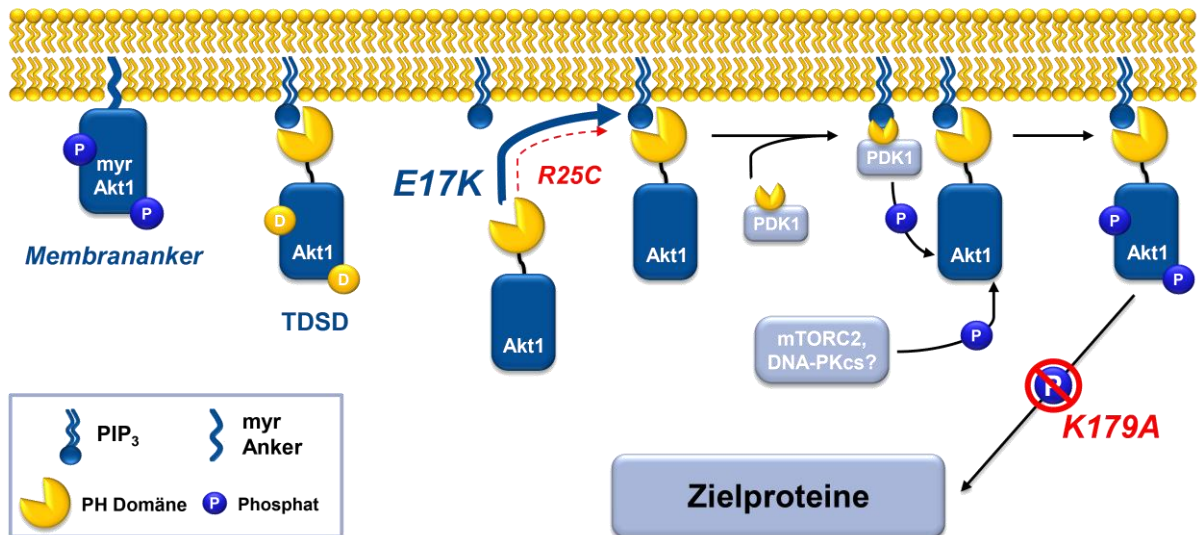 P
myr
Akt1
P
Membrananker
D
Akt1
D
TDSD
E17K
R25C
Akt1
Akt1
PDK1
PDK1
P
Akt1
mTORC2,
DNA-PKcs?
P
P
Akt1
P
P
K179A
Zielproteine
PIP₃
myr
Anker
PH Domäne
P
Phosphat